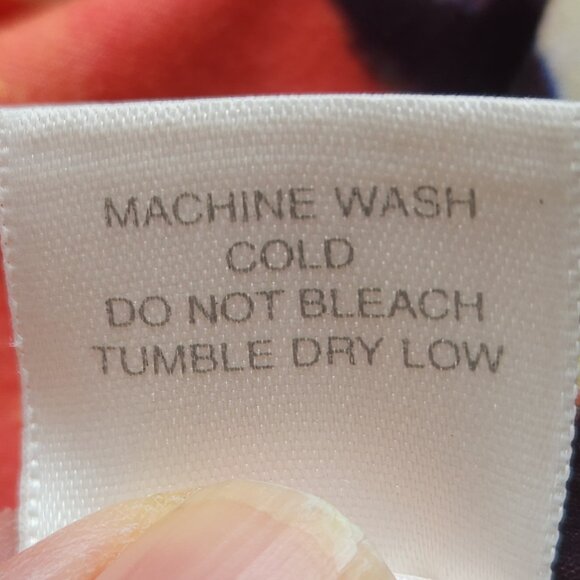 MACHINE WASH
COLD
DO NOT BLEACH
TUMBLE DRY LOW